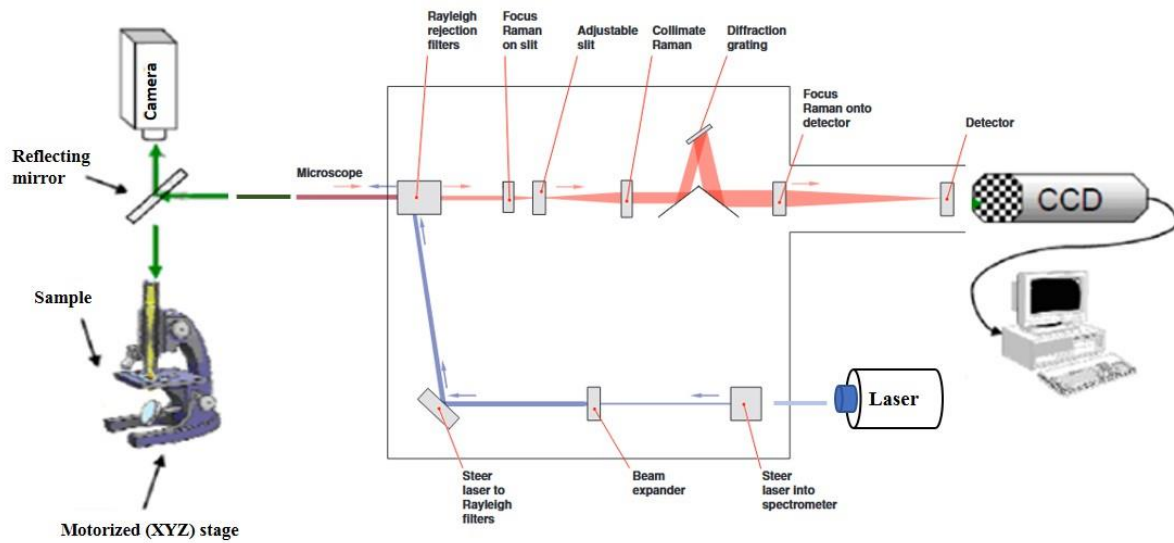 Rayleigh
rejection
filters
Focus
Raman
on slit
Adjustable
slit
Collimate
Raman
Diffraction
grating
Focus
Raman onto
detector
Detector
Camera
Reflecting
mirror
Microscope
CCD
Sample
Laser
Steer
laser to
Rayleigh
filters
Beam
expander
Steer
laser into
spectrometer
Motorized (XYZ) stage